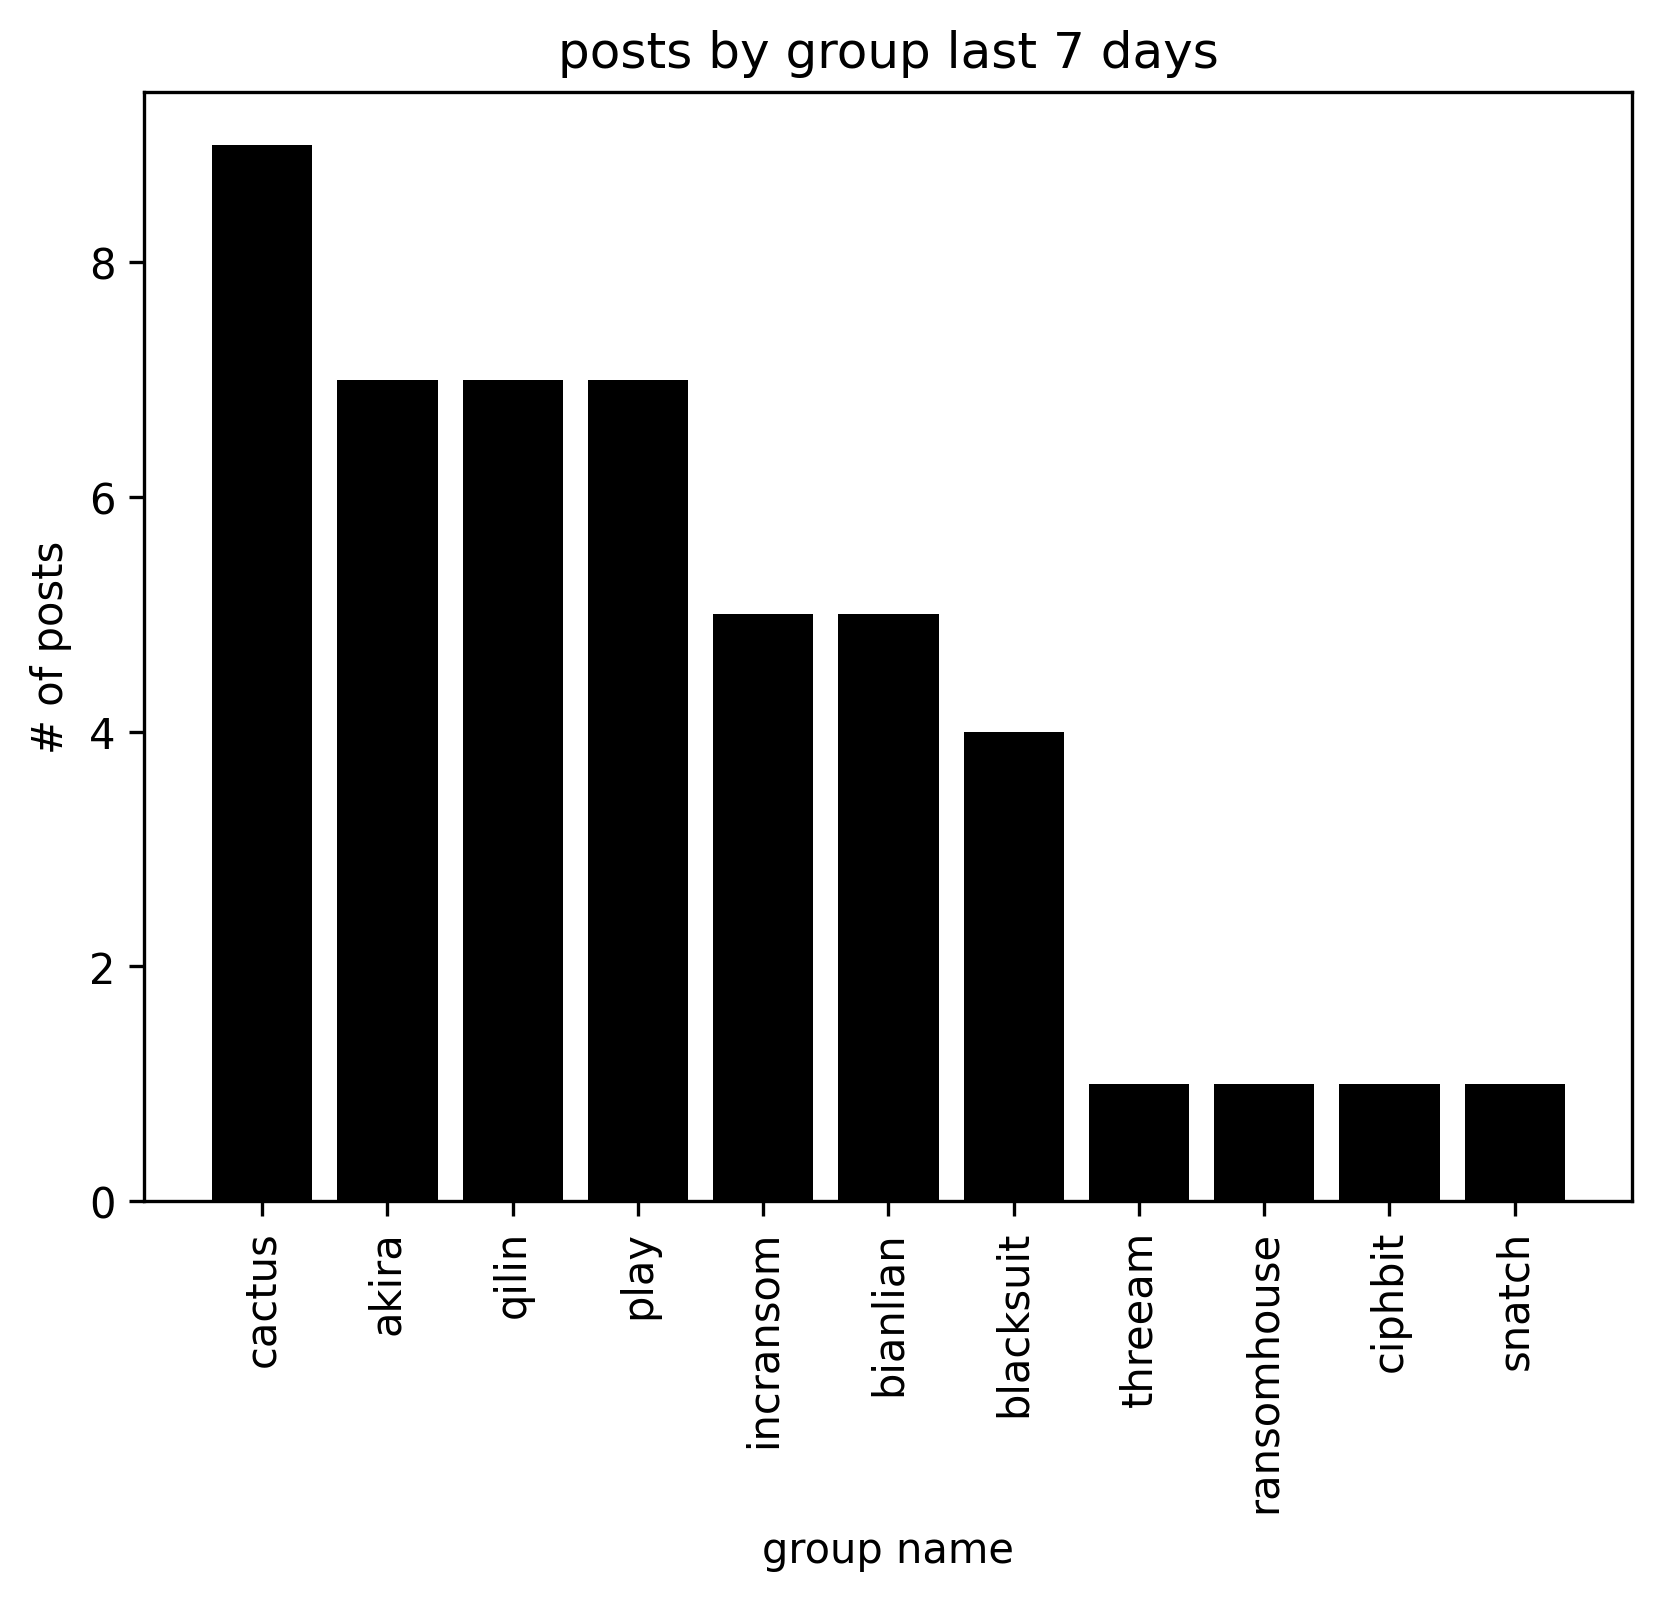 posts by group last 7 days
# of posts
8
6
4
2
0
cactus
akira
qilin
play
incransom
bianlian
blacksuit
threeam
ransomhouse
ciphbit
snatch
group name